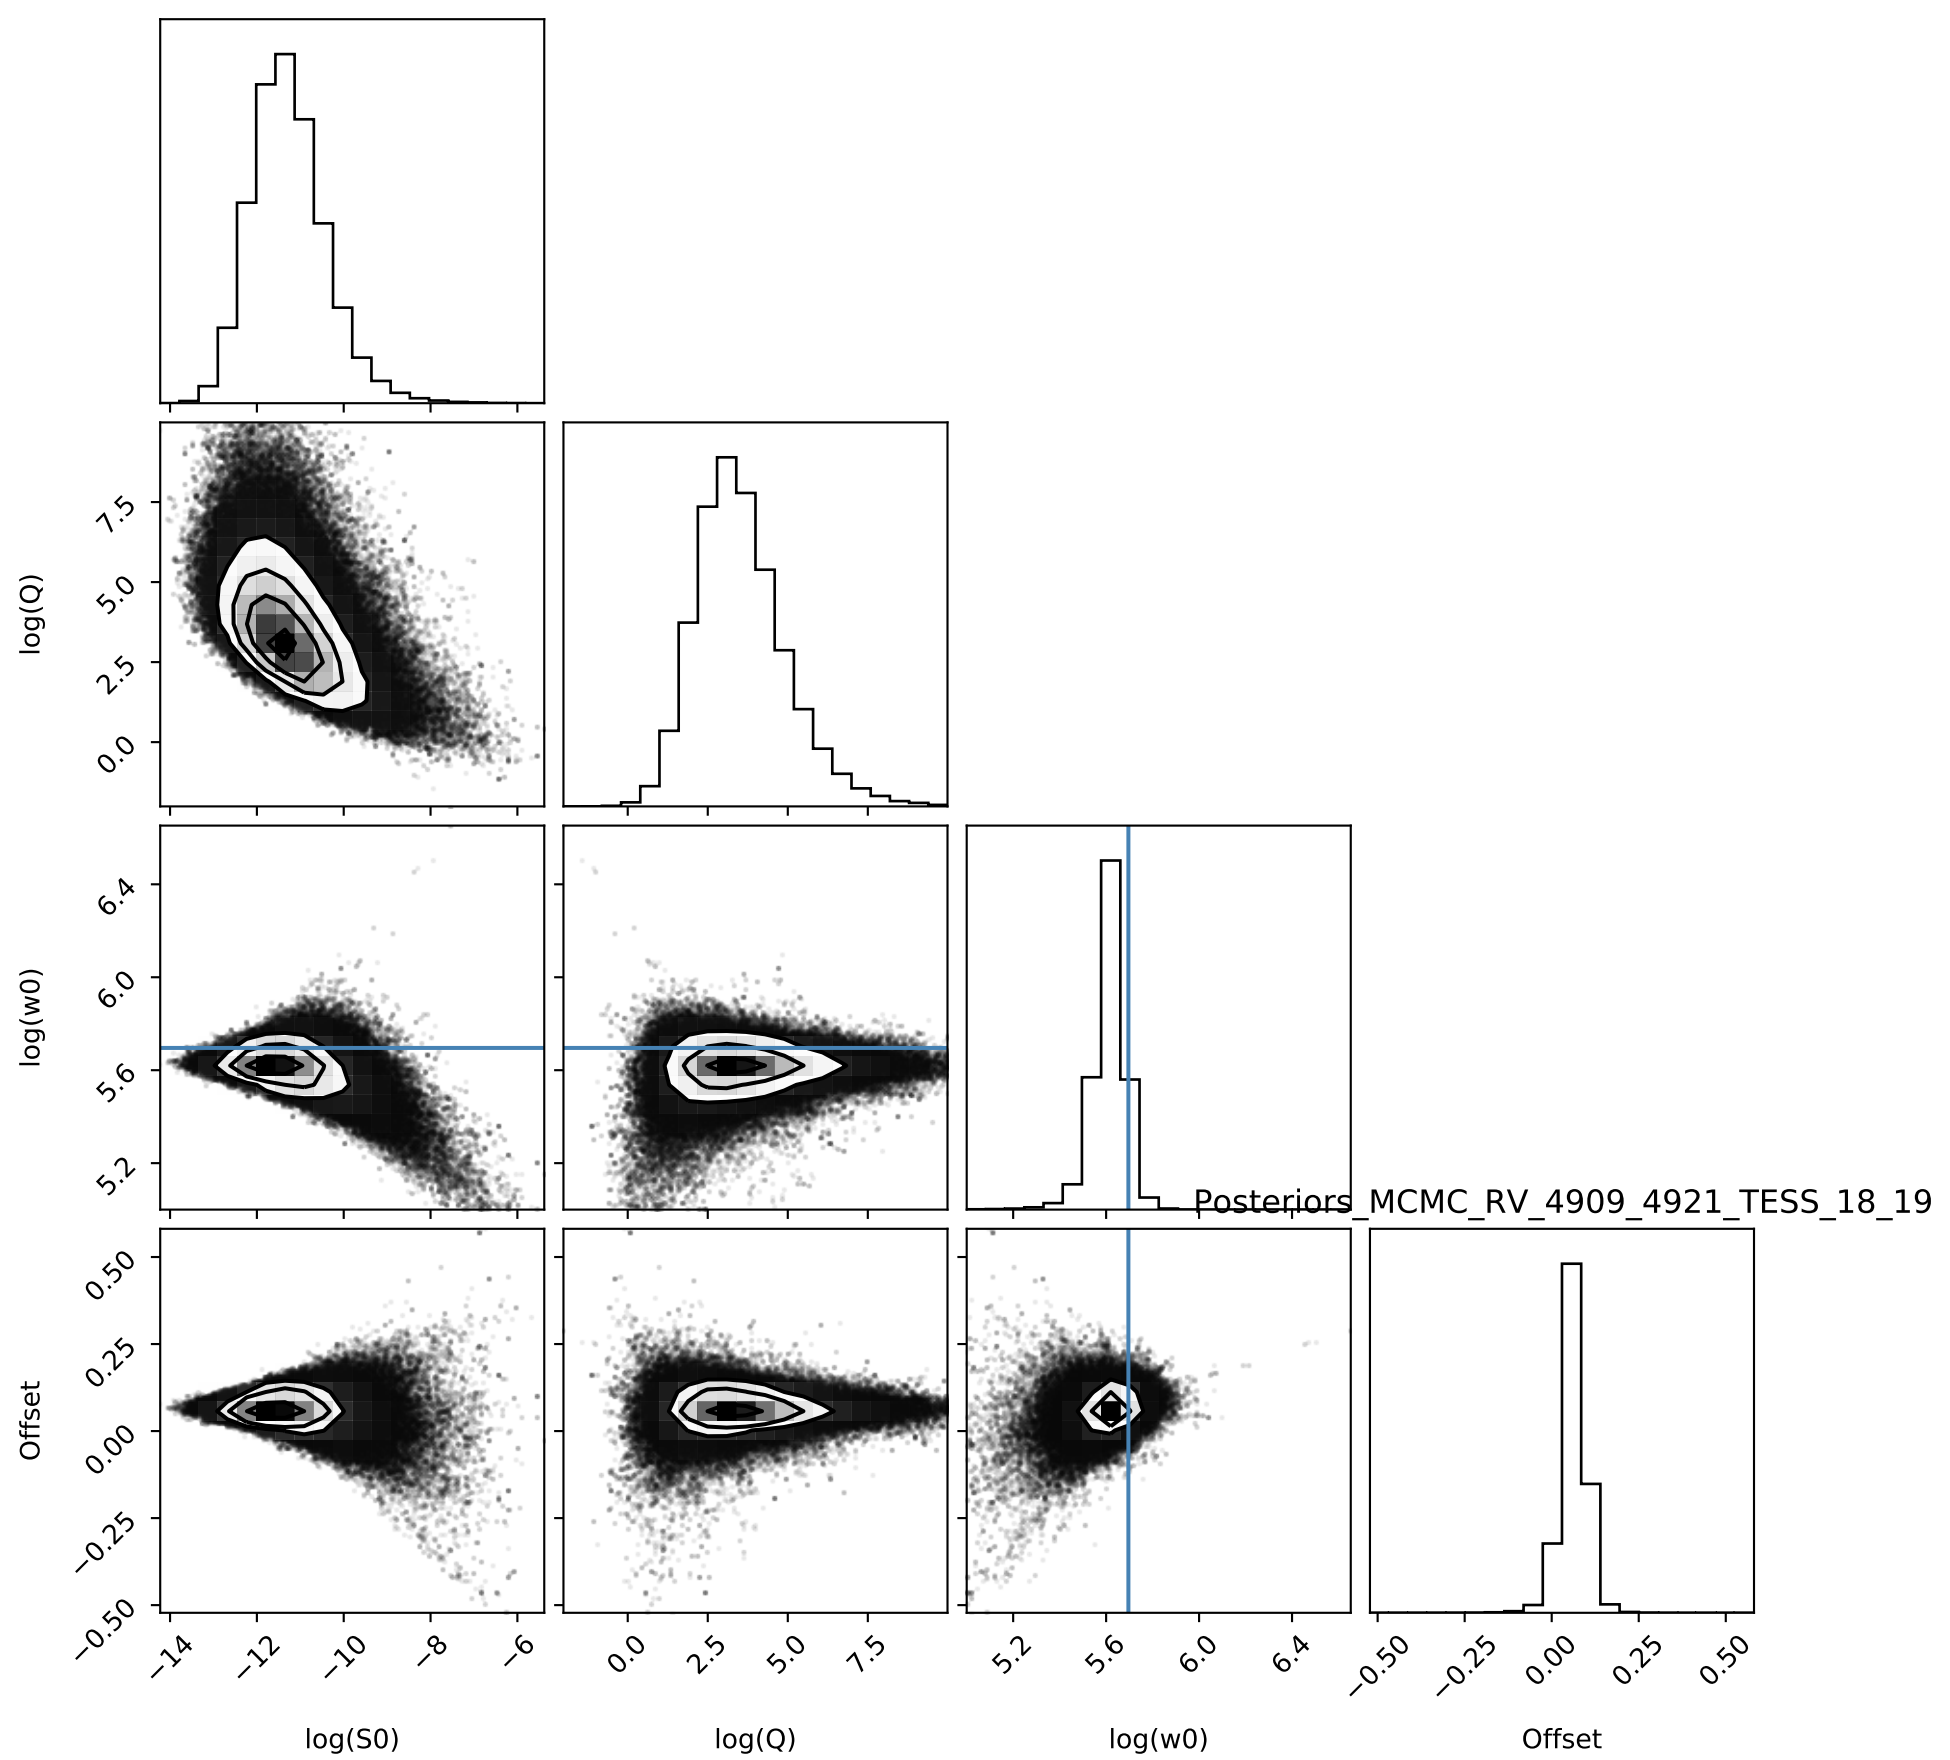 log(Q)
7.5
5.0
2.5
0.0
log(w0)
6.4
6.0
5.6
5.2
Posteriors_MCMC_RV_4909_4921_TESS_18_19
Offset
0.50
0.25
0.00
−0.25
−0.50
−14 −12 −10 −8 −6 0.0 2.5 5.0 7.5 5.2 5.6 6.0 6.4 −0.50 −0.25 0.00 0.25 0.50
log(S0) log(Q) log(w0) Offset